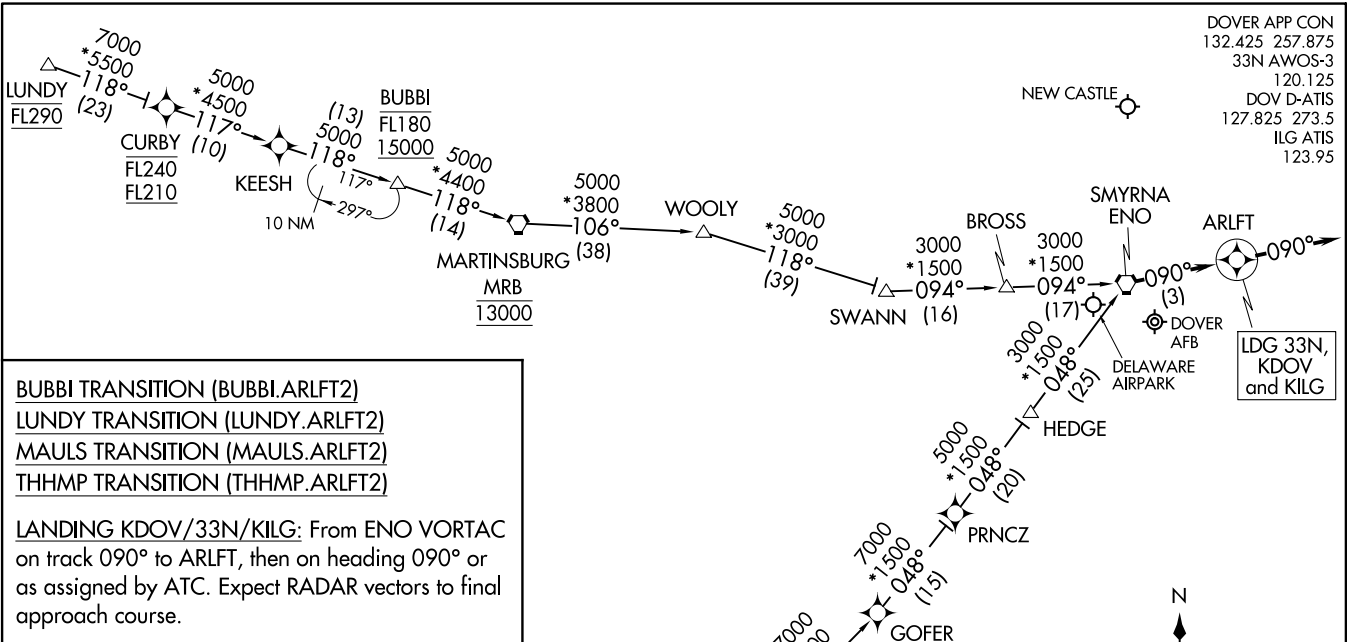 DOVER APP CON
132.425 257.875
33N AWOS-3
120.125
DOV D-ATIS
127.825 273.5
ILG ATIS
123.95
7000
*5500
118°
(23)
LUNDY
FL290
5000
*4500
117°
(10)
CURBY
FL240
FL210
KEESH
(13)
5000
118°
117°
297°
10 NM
BUBBI
FL180
15000
5000
*4400
118°
(14)
MARTINSBURG
MRB
13000
5000
*3800
106°
(38)
WOOLY
5000
*3000
118°
(39)
SWANN
3000
*1500
094°
(16)
BROSS
3000
*1500
094°
(17)
NEW CASTLE
SMYRNA
ENO
090°
(3)
ARLFT
090°
DOVER
AFB
DELAWARE
AIRPARK
LDG 33N,
KDOV
and KILG
3000
*1500
048°
(25)
HEDGE
5000
*1500
048°
(20)
PRNCZ
7000
*1500
048°
(15)
GOFER
N
BUBBI TRANSITION (BUBBI.ARLFT2)
LUNDY TRANSITION (LUNDY.ARLFT2)
MAULS TRANSITION (MAULS.ARLFT2)
THHMP TRANSITION (THHMP.ARLFT2)
LANDING KDOV/33N/KILG: From ENO VORTAC
on track 090° to ARLFT, then on heading 090° or
as assigned by ATC. Expect RADAR vectors to final
approach course.